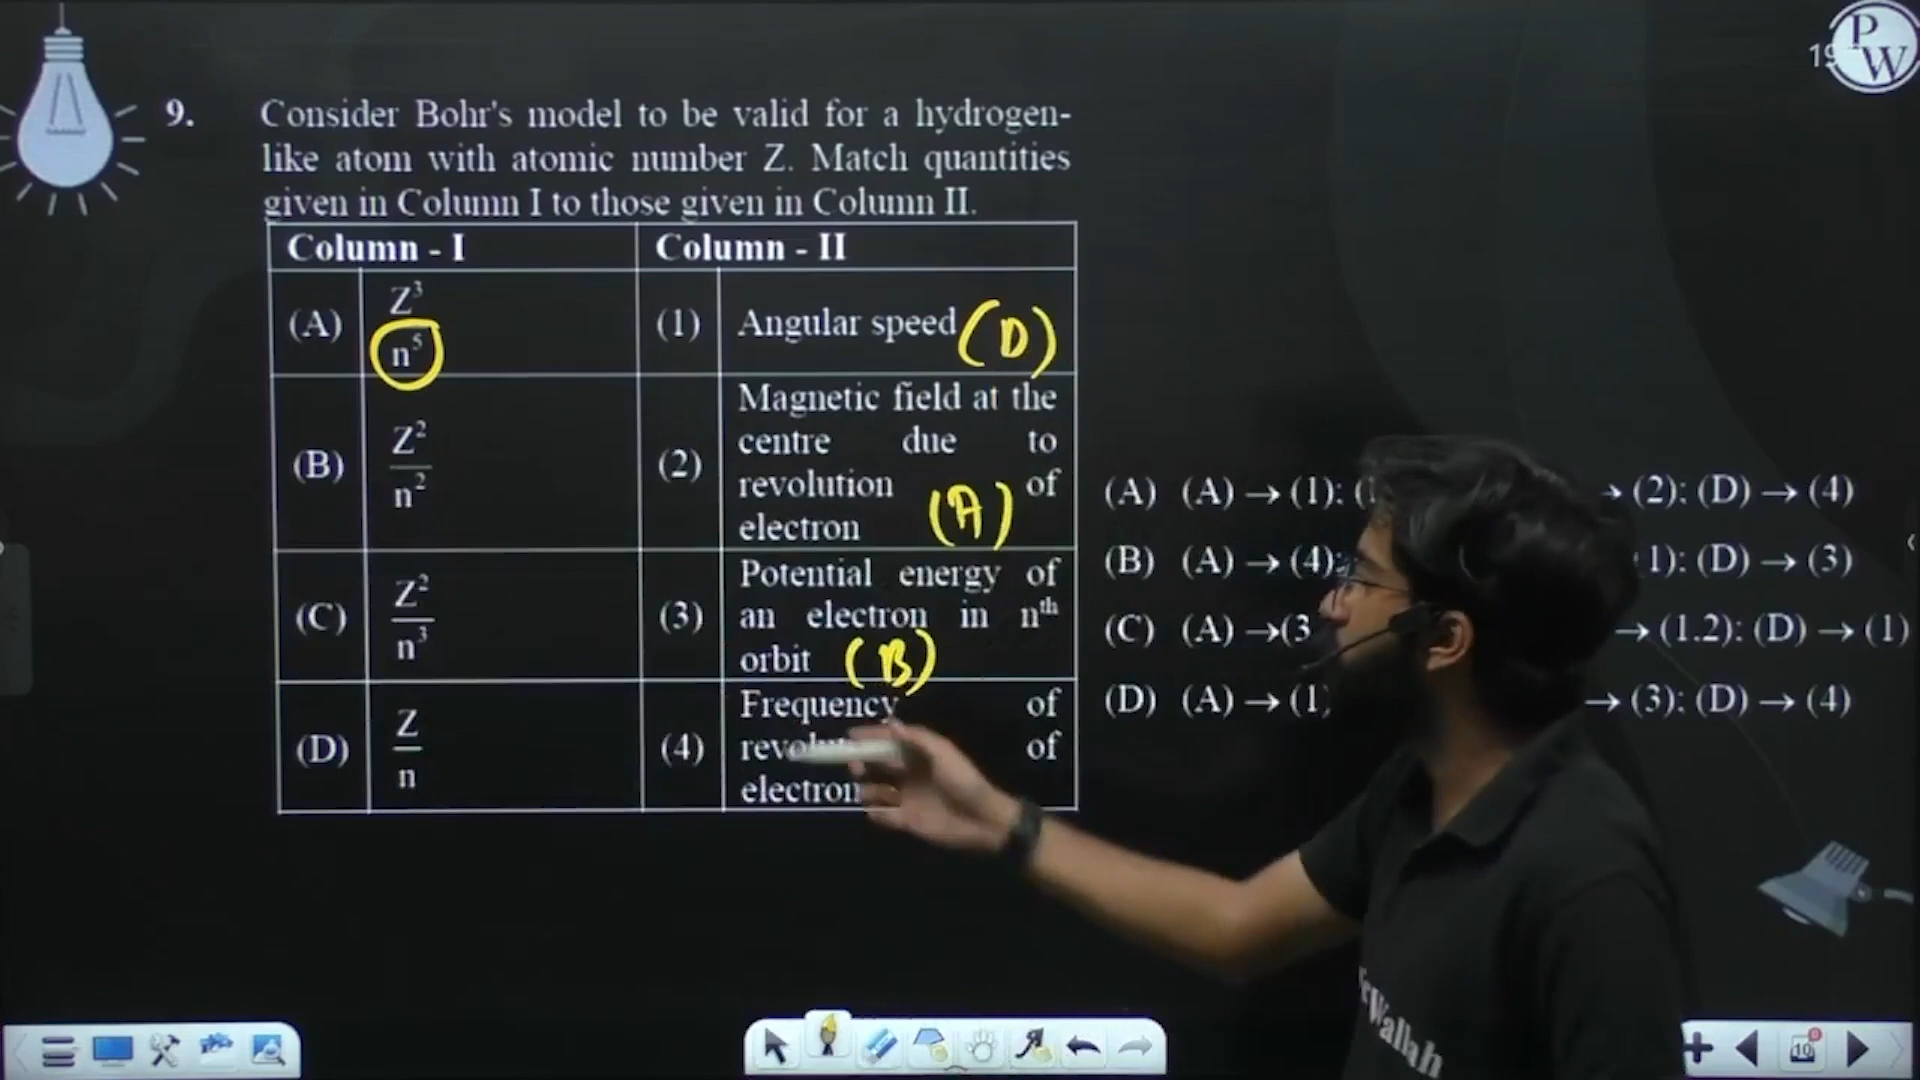 PW
19
9. Consider Bohr's model to be valid for a hydrogen-
like atom with atomic number Z. Match quantities
given in Column I to those given in Column II.
Column - I Column - II
(A) Z³/n⁵ (1) Angular speed (D)
(B) Z²/n² (2) Magnetic field at the
centre due to
revolution of
electron (A)
(C) Z²/n³ (3) Potential energy of
an electron in nᵗʰ
orbit (B)
(D) Z/n (4) Frequency of
of
electron
(A) (A) → (1); → (2); (D) → (4)
(B) (A) → (4); 1); (D) → (3)
(C) (A) →(3 → (1.2); (D) → (1)
(D) (A) → (1) → (3); (D) → (4)
Wallah
10